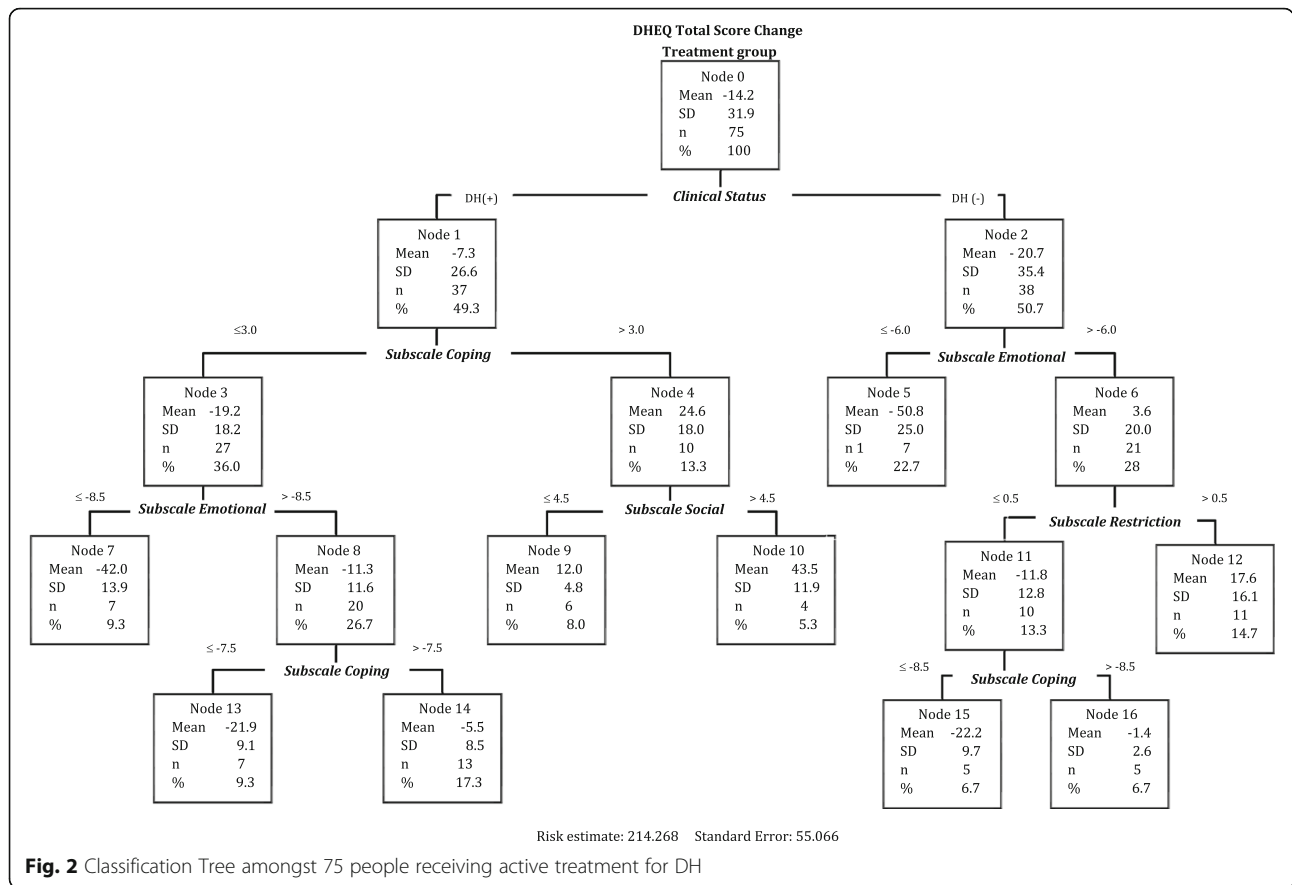 DHEQ Total Score Change
Treatment group
Node 0
Mean -14.2
SD 31.9
n 75
% 100
Clinical Status
DH(+)
DH (-)
Node 1
Mean -7.3
SD 26.6
n 37
% 49.3
Node 2
Mean - 20.7
SD 35.4
n 38
% 50.7
≤3.0
> 3.0
Subscale Coping
≤ -6.0
> -6.0
Subscale Emotional
Node 3
Mean -19.2
SD 18.2
n 27
% 36.0
Node 4
Mean 24.6
SD 18.0
n 10
% 13.3
Node 5
Mean - 50.8
SD 25.0
n 1 7
% 22.7
Node 6
Mean 3.6
SD 20.0
n 21
% 28
≤ -8.5
> -8.5
Subscale Emotional
≤ 4.5
> 4.5
Subscale Social
≤ 0.5
> 0.5
Subscale Restriction
Node 7
Mean -42.0
SD 13.9
n 7
% 9.3
Node 8
Mean -11.3
SD 11.6
n 20
% 26.7
Node 9
Mean 12.0
SD 4.8
n 6
% 8.0
Node 10
Mean 43.5
SD 11.9
n 4
% 5.3
Node 11
Mean -11.8
SD 12.8
n 10
% 13.3
Node 12
Mean 17.6
SD 16.1
n 11
% 14.7
≤ -7.5
> -7.5
Subscale Coping
≤ -8.5
> -8.5
Subscale Coping
Node 13
Mean -21.9
SD 9.1
n 7
% 9.3
Node 14
Mean -5.5
SD 8.5
n 13
% 17.3
Node 15
Mean -22.2
SD 9.7
n 5
% 6.7
Node 16
Mean -1.4
SD 2.6
n 5
% 6.7
Risk estimate: 214.268 Standard Error: 55.066
Fig. 2 Classification Tree amongst 75 people receiving active treatment for DH